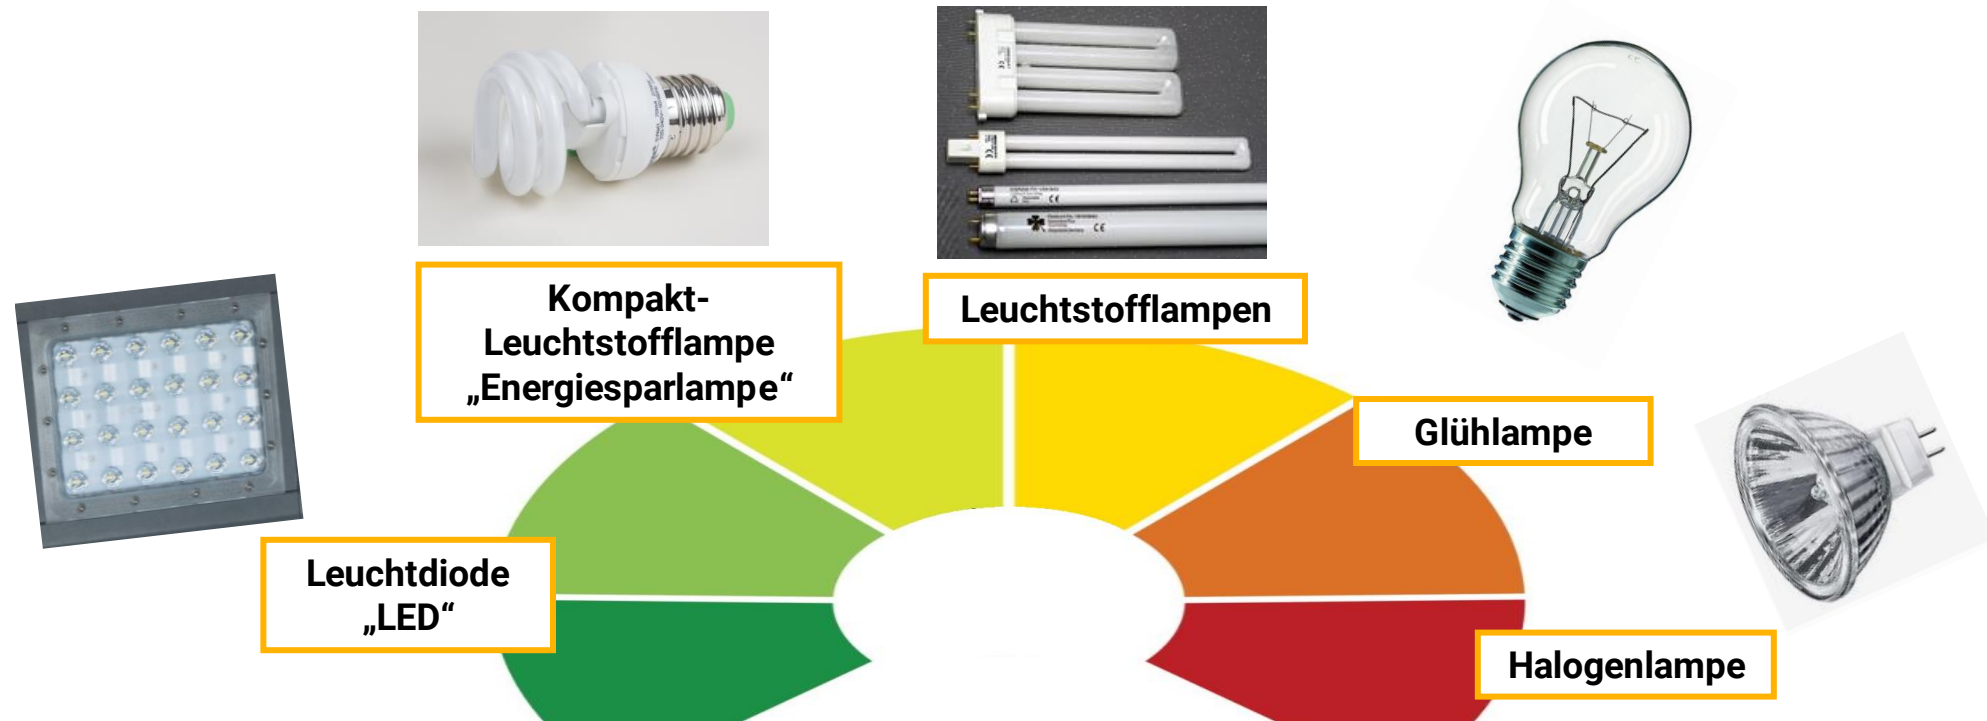 Kompakt-
Leuchtstofflampe
„Energiesparlampe“
Leuchtstofflampen
Glühlampe
Leuchtdiode
„LED“
Halogenlampe